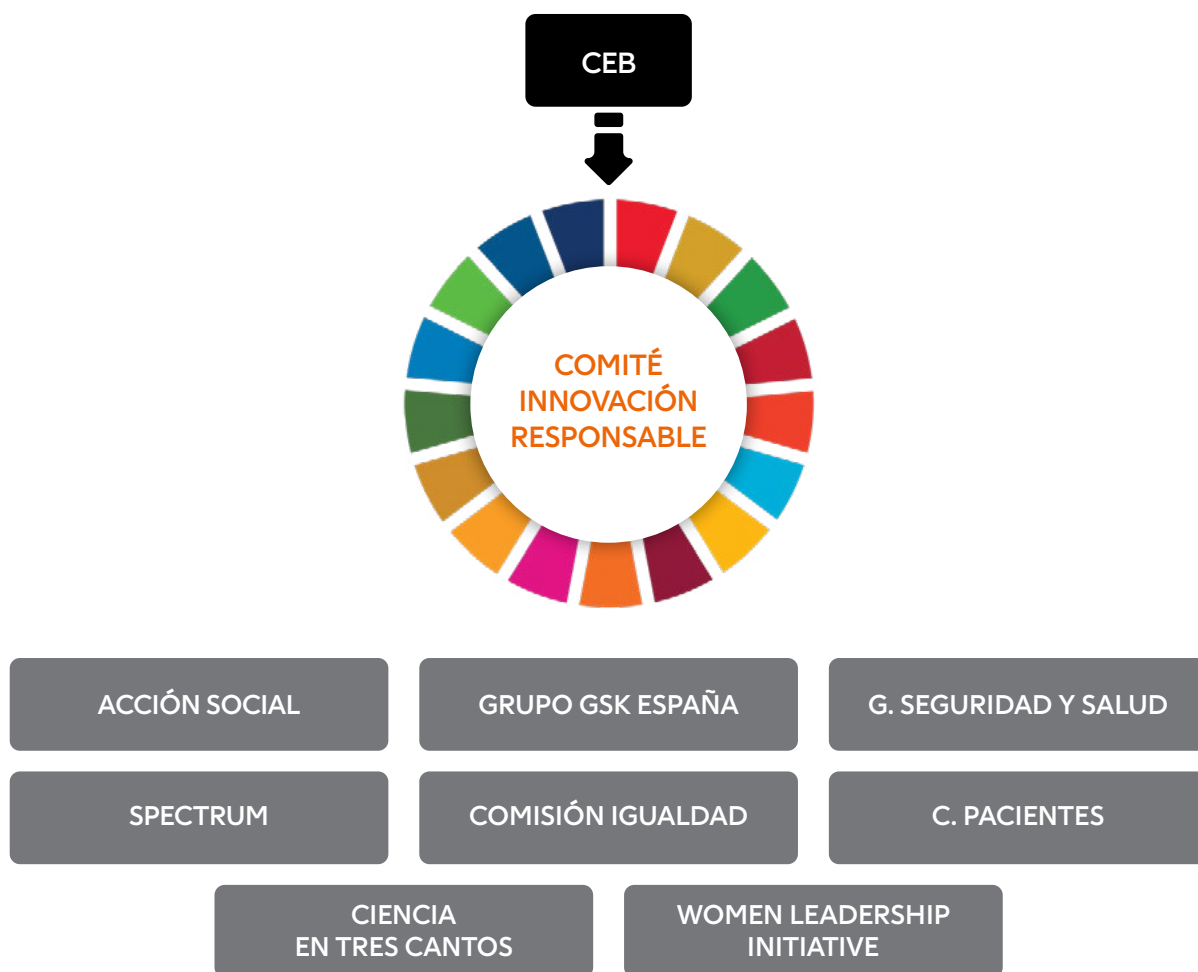 CEB
COMITÉ
INNOVACIÓN
RESPONSABLE
ACCIÓN SOCIAL
GRUPO GSK ESPAÑA
G. SEGURIDAD Y SALUD
SPECTRUM
COMISIÓN IGUALDAD
C. PACIENTES
CIENCIA
EN TRES CANTOS
WOMEN LEADERSHIP
INITIATIVE